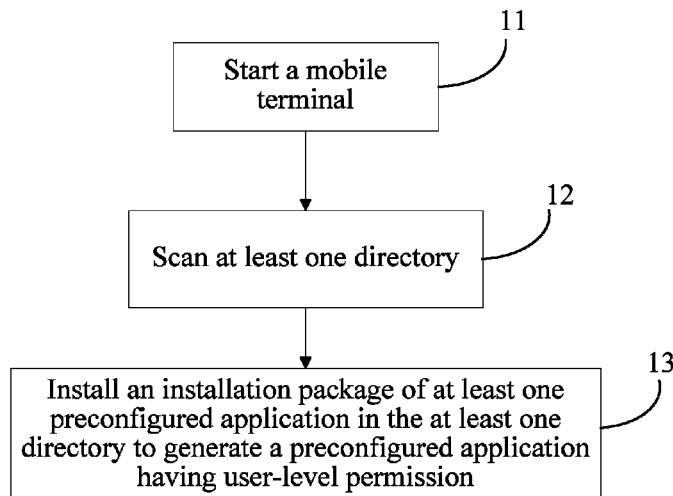 11
Start a mobile
terminal
12
Scan at least one directory
13
Install an installation package of at least one
preconfigured application in the at least one
directory to generate a preconfigured application
having user-level permission